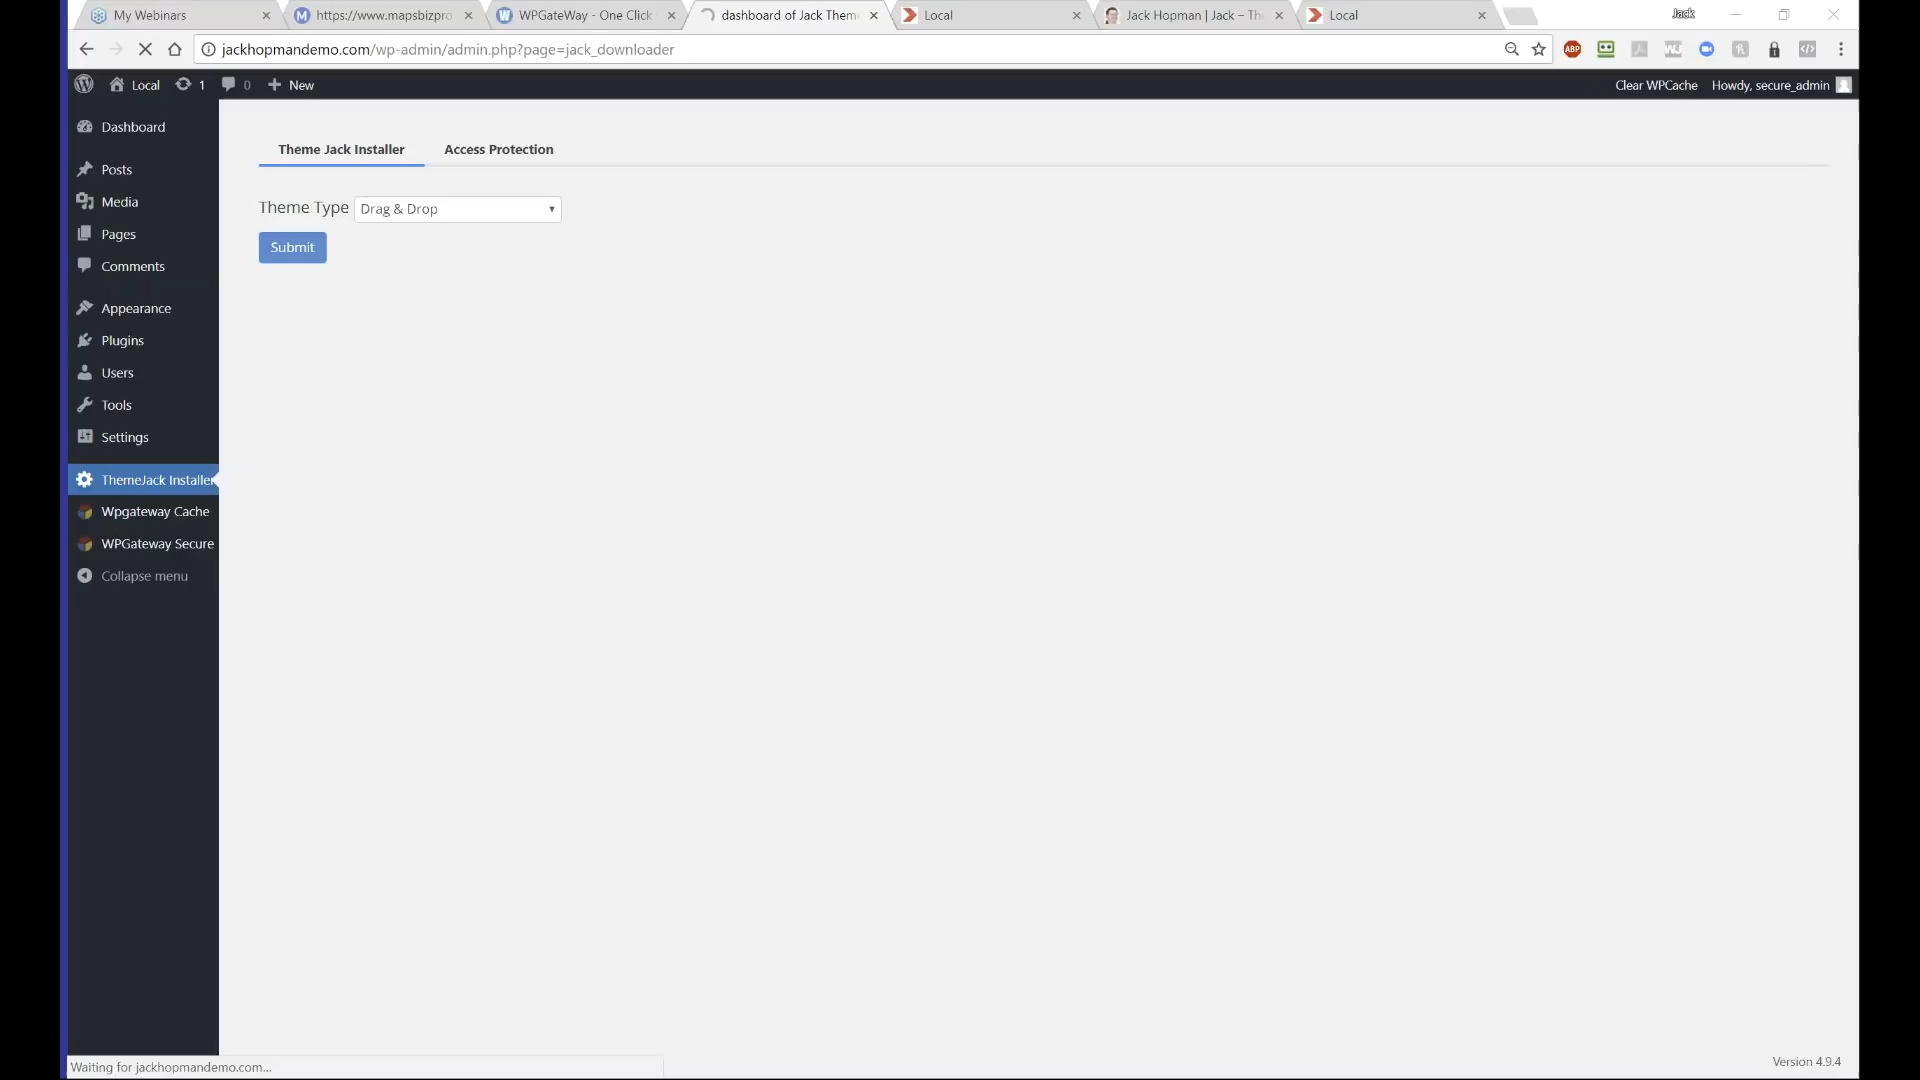 My Webinars
https://www.mapsbizpro
WPGateWay - One Click
dashboard of Jack Them
Local
Jack Hopman | Jack – Th
Local
Jack
jackhopmandemo.com/wp-admin/admin.php?page=jack_downloader
ABP
Local
1
0
New
Clear WPCache
Howdy, secure_admin
Dashboard
Posts
Media
Pages
Comments
Appearance
Plugins
Users
Tools
Settings
ThemeJack Installer
Wpgateway Cache
WPGateway Secure
Collapse menu
Theme Jack Installer
Access Protection
Theme Type
Drag & Drop
Submit
Version 4.9.4
Waiting for jackhopmandemo.com...